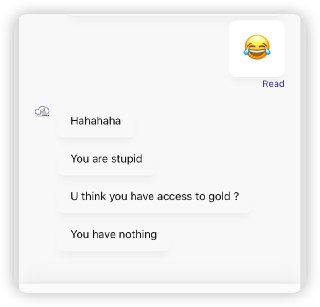 😂
Read
Hahahaha
You are stupid
U think you have access to gold ?
You have nothing